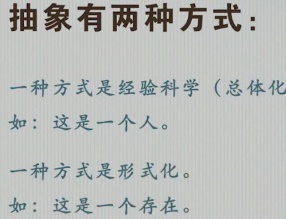 抽象有两种方式：
一种方式是经验科学（总体化
如：这是一个人。
一种方式是形式化。
如：这是一个存在。